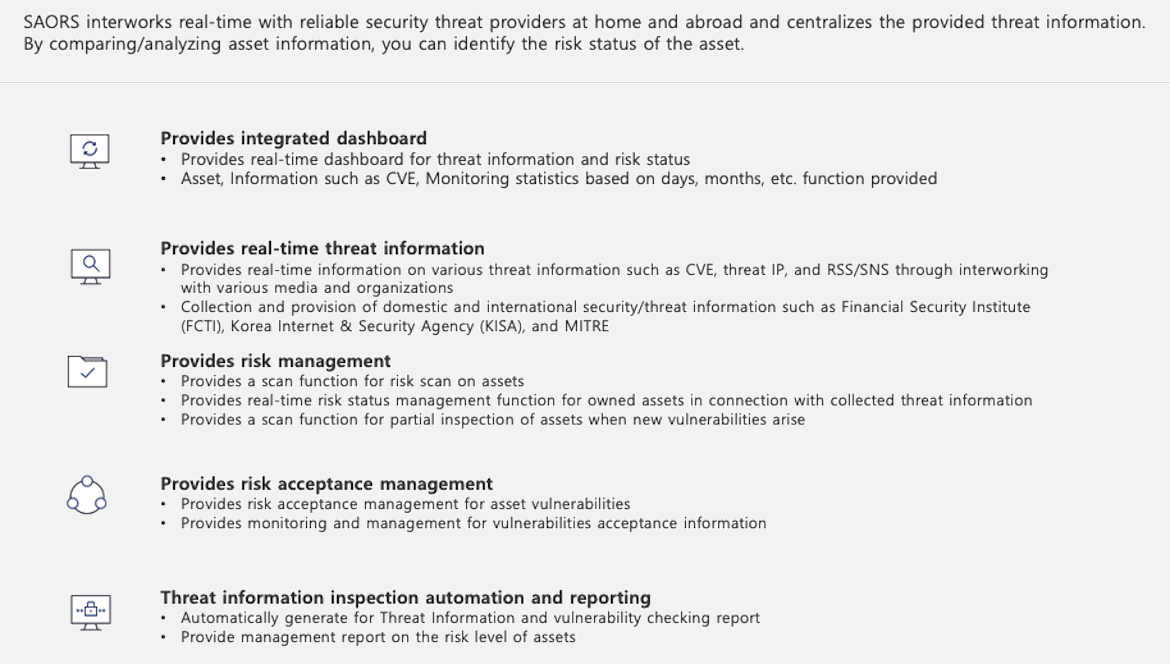 SAORS interworks real-time with reliable security threat providers at home and abroad and centralizes the provided threat information.
By comparing/analyzing asset information, you can identify the risk status of the asset.
Provides integrated dashboard
• Provides real-time dashboard for threat information and risk status
• Asset, Information such as CVE, Monitoring statistics based on days, months, etc. function provided
Provides real-time threat information
• Provides real-time information on various threat information such as CVE, threat IP, and RSS/SNS through interworking
with various media and organizations
• Collection and provision of domestic and international security/threat information such as Financial Security Institute
(FCTI), Korea Internet & Security Agency (KISA), and MITRE
Provides risk management
• Provides a scan function for risk scan on assets
• Provides real-time risk status management function for owned assets in connection with collected threat information
• Provides a scan function for partial inspection of assets when new vulnerabilities arise
Provides risk acceptance management
• Provides risk acceptance management for asset vulnerabilities
• Provides monitoring and management for vulnerabilities acceptance information
Threat information inspection automation and reporting
• Automatically generate for Threat Information and vulnerability checking report
• Provide management report on the risk level of assets